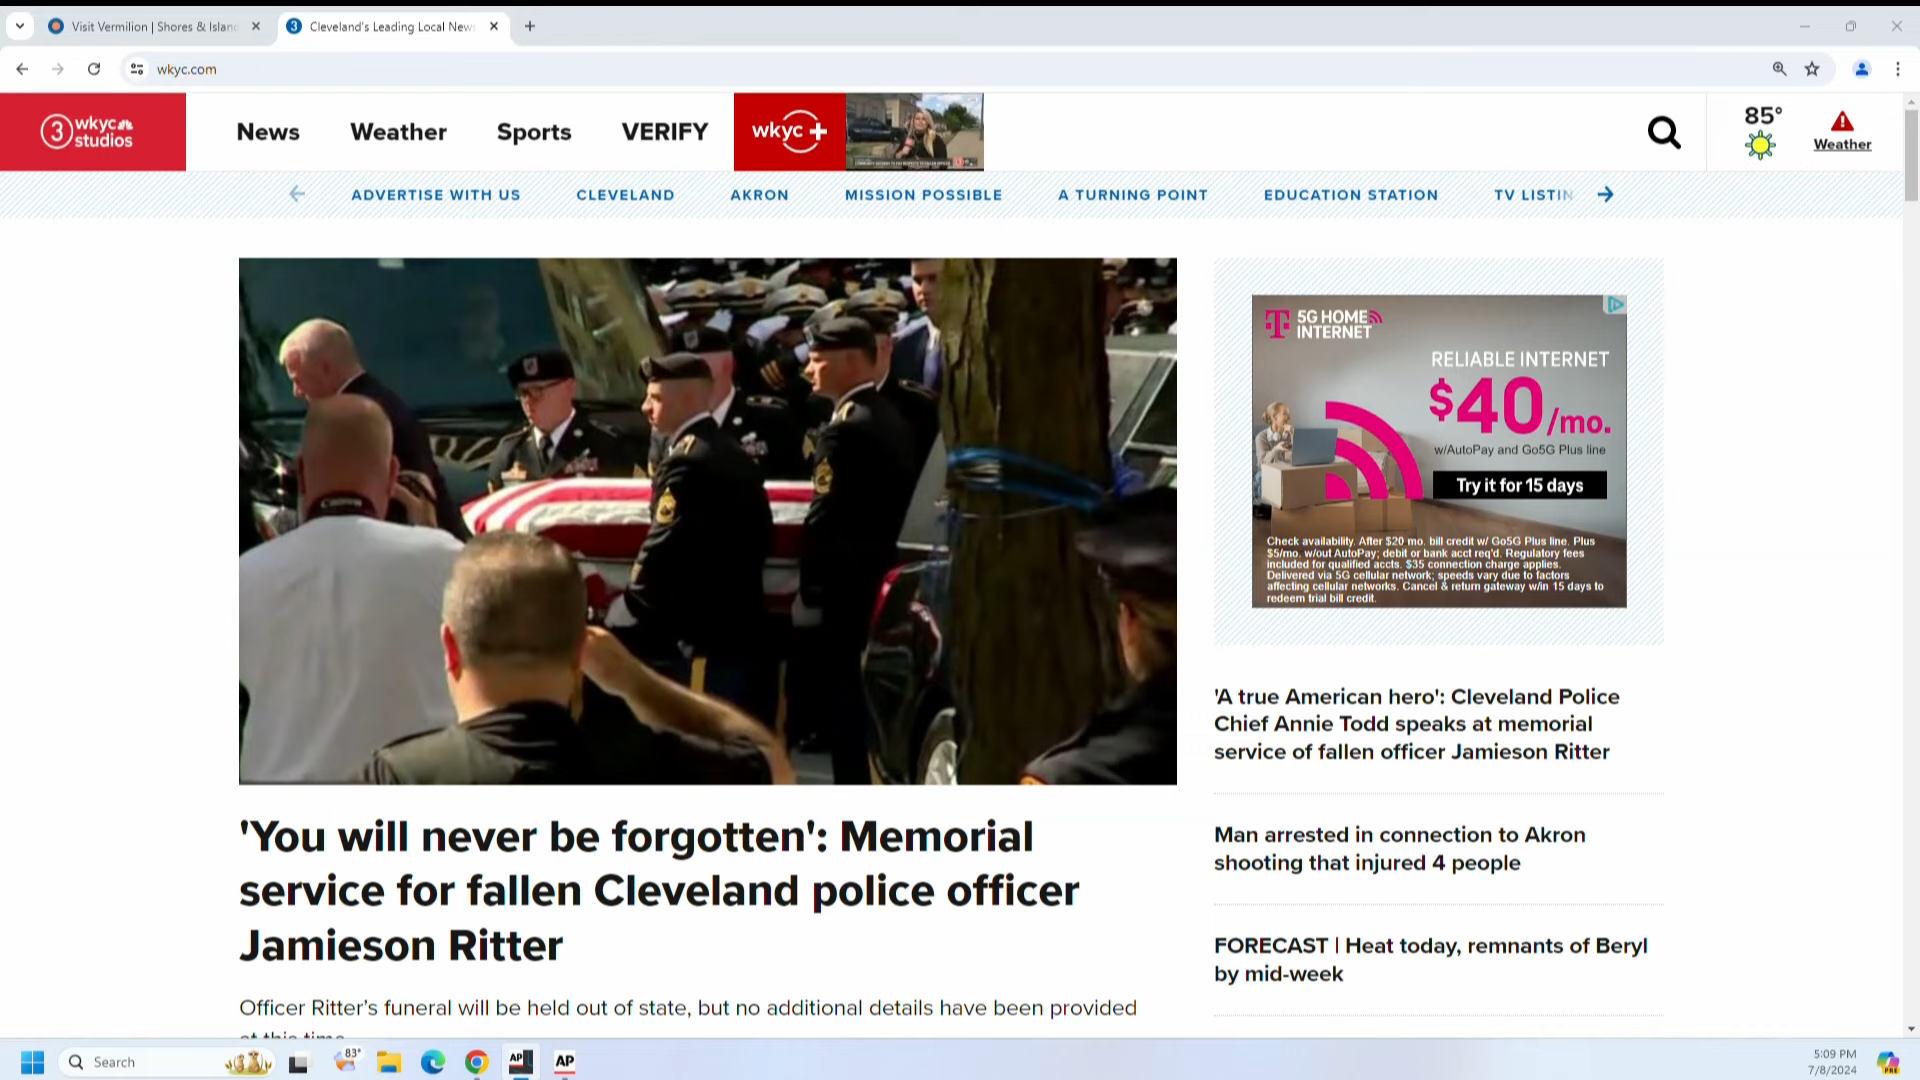 Visit Vermilion | Shores & Islan
Cleveland's Leading Local New
wkyc.com
3 wkyc studios
News
Weather
Sports
VERIFY
wkyc+
85°
Weather
ADVERTISE WITH US
CLEVELAND
AKRON
MISSION POSSIBLE
A TURNING POINT
EDUCATION STATION
TV LISTIN
Canon
T 5G HOME
INTERNET
RELIABLE INTERNET
$40/mo.
w/AutoPay and Go5G Plus line
Try it for 15 days
Check availability. After $20 mo. bill credit w/ Go5G Plus line. Plus
$5/mo. w/out AutoPay; debit or bank acct req'd. Regulatory fees
included for qualified accts. $35 connection charge applies.
Delivered via 5G cellular network; speeds vary due to factors
affecting cellular networks. Cancel & return gateway w/in 15 days to
redeem trial bill credit.
'A true American hero': Cleveland Police
Chief Annie Todd speaks at memorial
service of fallen officer Jamieson Ritter
Man arrested in connection to Akron
shooting that injured 4 people
FORECAST | Heat today, remnants of Beryl
by mid-week
'You will never be forgotten': Memorial
service for fallen Cleveland police officer
Jamieson Ritter
Officer Ritter's funeral will be held out of state, but no additional details have been provided
at this time.
Search
83°
AP
AP
5:09 PM
7/8/2024
PRE